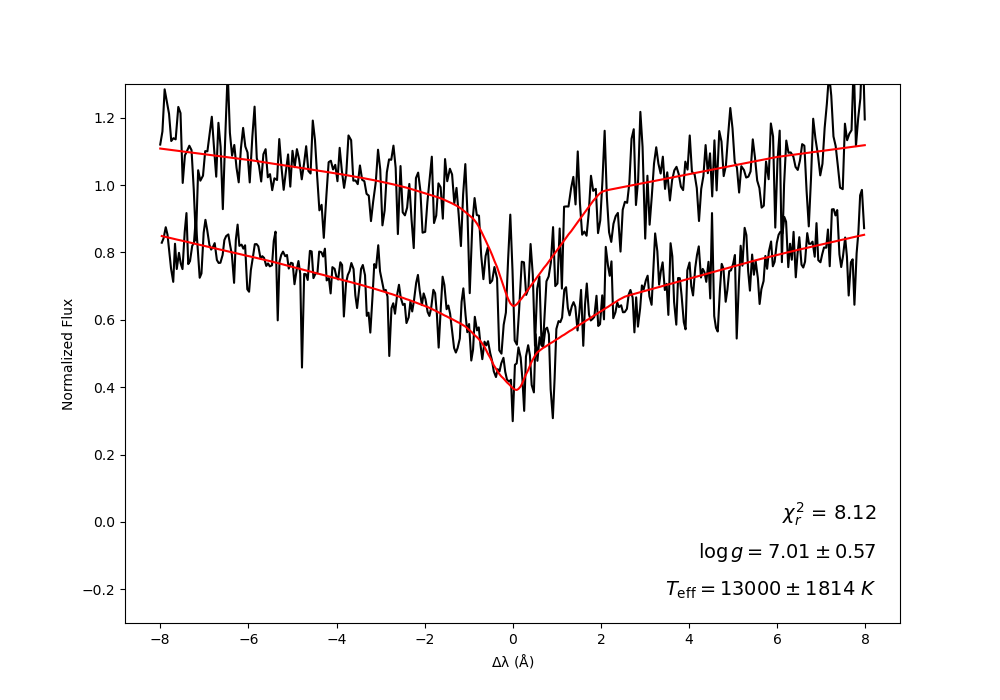 1.2
1.0
0.8
0.6
0.4
0.2
0.0
−0.2
Normalized Flux
χ²ᵣ = 8.12
log g = 7.01 ± 0.57
T_eff = 13000 ± 1814 K
−8 −6 −4 −2 0 2 4 6 8
Δλ (Å)